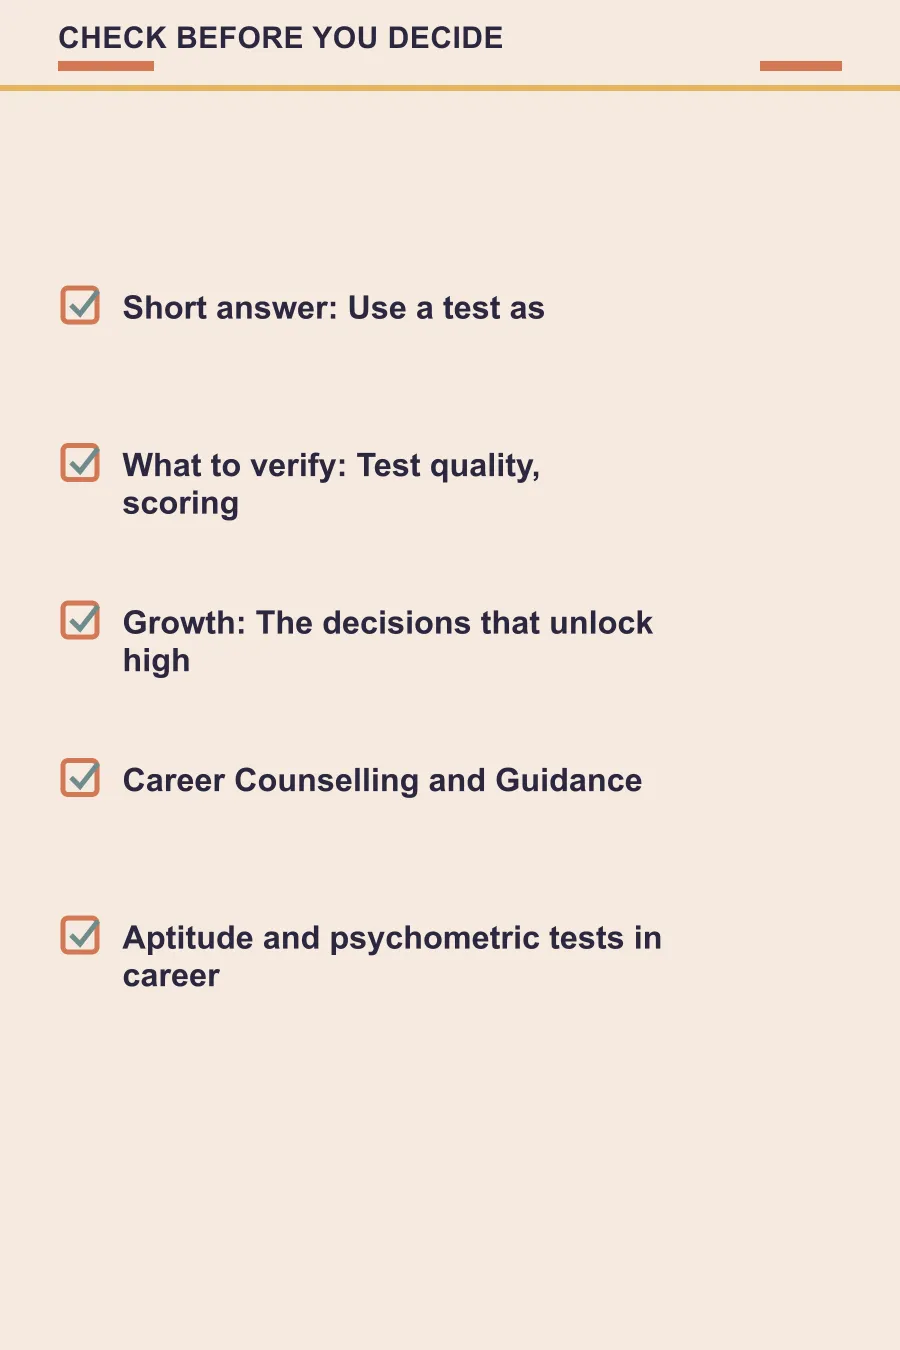 CHECK BEFORE YOU DECIDE
Short answer: Use a test as
What to verify: Test quality,
scoring
Growth: The decisions that unlock
high
Career Counselling and Guidance
Aptitude and psychometric tests in
career